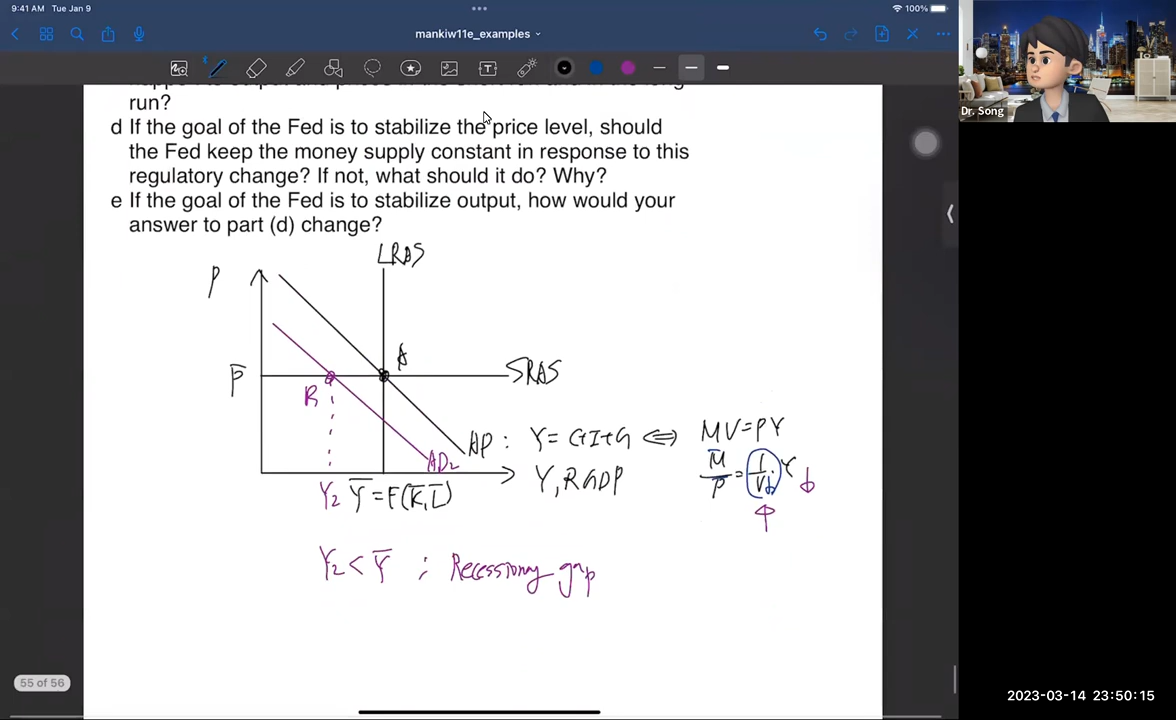 9:41 AM Tue Jan 9
100%
mankiw11e_examples
Dr. Song
run?
d If the goal of the Fed is to stabilize the price level, should
the Fed keep the money supply constant in response to this
regulatory change? If not, what should it do? Why?
e If the goal of the Fed is to stabilize output, how would your
answer to part (d) change?
LRAS
P
A
P̅
SRAS
B
MV=PY
AD: Y=C+I+G ⇔
M̅/P = 1/V↓ · Y ↓
↑
AD₂
Y, RGDP
Y₂ Y̅=F(K̅,L̅)
Y₂ < Y̅ ; Recessionary gap
55 of 56
2023-03-14 23:50:15